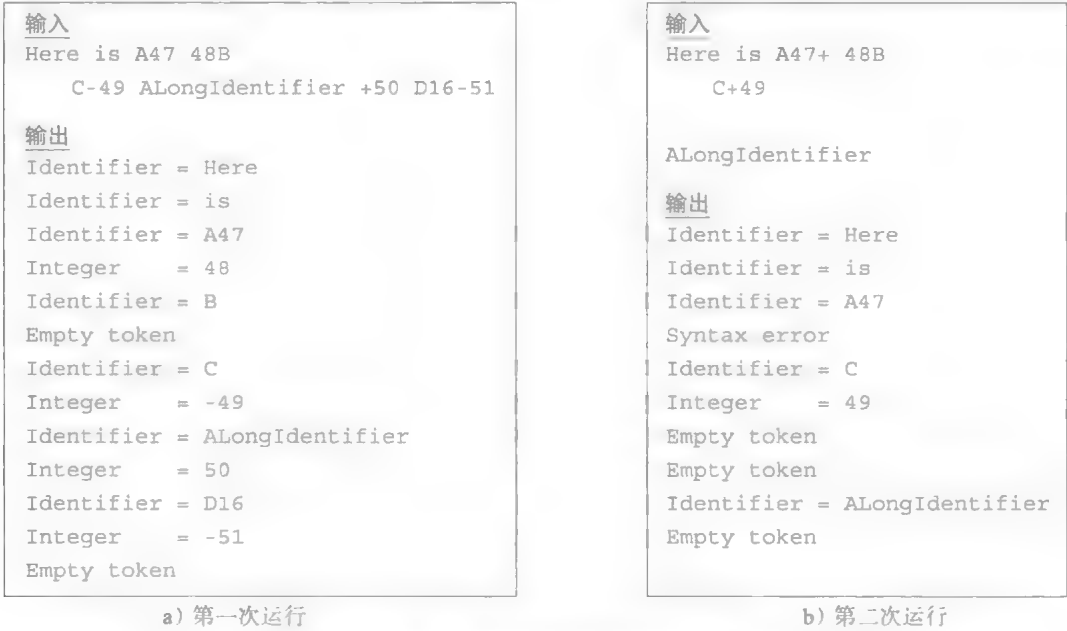 输入
Here is A47 48B
C-49 ALongIdentifier +50 D16-51
输出
Identifier = Here
Identifier = is
Identifier = A47
Integer = 48
Identifier = B
Empty token
Identifier = C
Integer = -49
Identifier = ALongIdentifier
Integer = 50
Identifier = D16
Integer = -51
Empty token
a) 第一次运行
输入
Here is A47+ 48B
C+49
ALongIdentifier
输出
Identifier = Here
Identifier = is
Identifier = A47
Syntax error
Identifier = C
Integer = 49
Empty token
Empty token
Identifier = ALongIdentifier
Empty token
b) 第二次运行